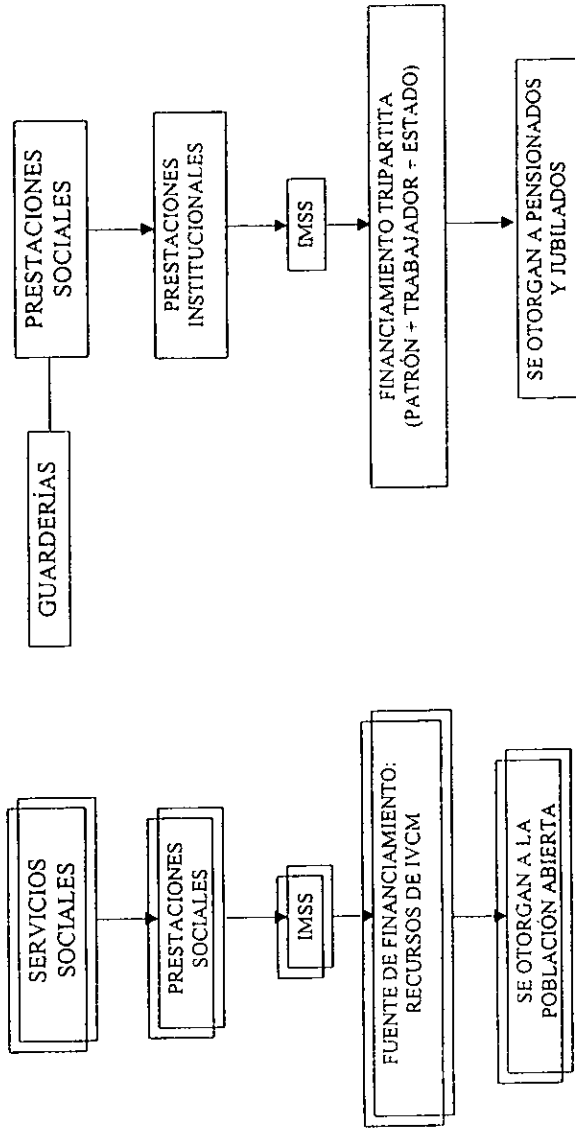 SERVICIOS
SOCIALES
PRESTACIONES
SOCIALES
IMSS
FUENTE DE FINANCIAMIENTO:
RECURSOS DE IVCM
SE OTORGAN A LA
POBLACIÓN ABIERTA
GUARDERÍAS
PRESTACIONES
SOCIALES
PRESTACIONES
INSTITUCIONALES
IMSS
FINANCIAMIENTO TRIPARTITA
(PATRÓN ÷ TRABAJADOR = ESTADO)
SE OTORGAN A PENSIONADOS
Y JUBILADOS